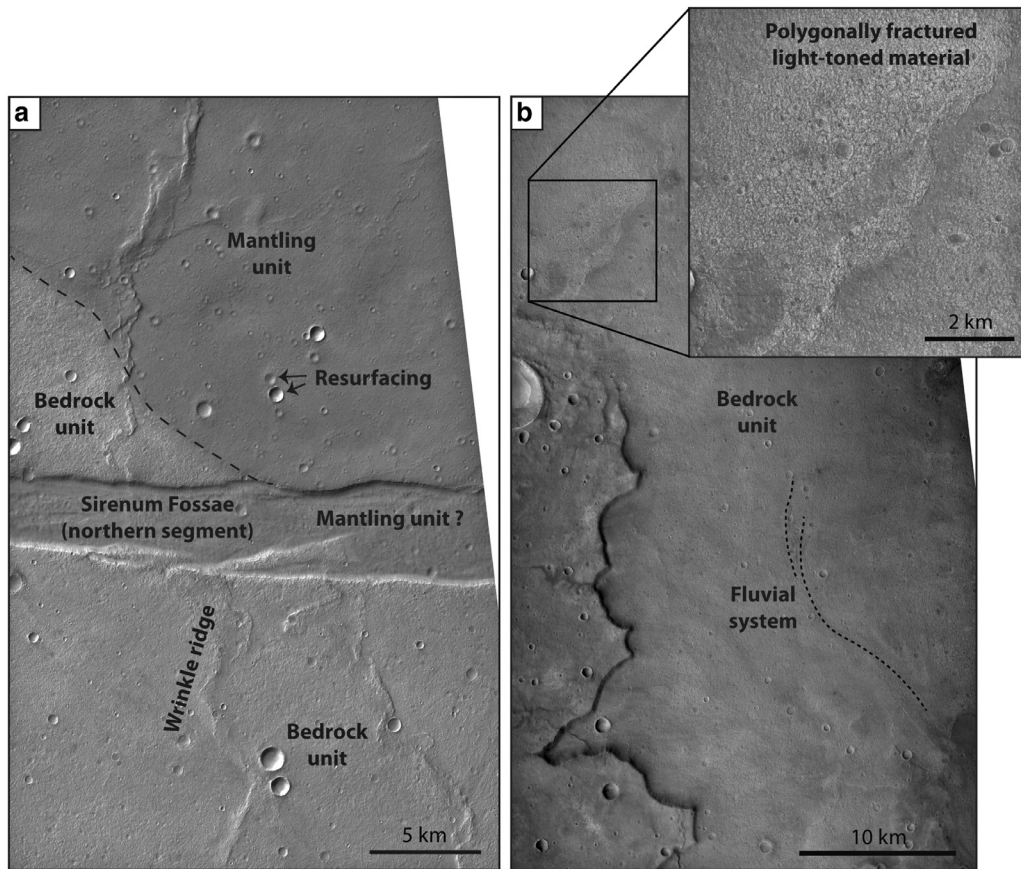 a
Mantling
unit
Resurfacing
Bedrock
unit
Sirenum Fossae
(northern segment)
Mantling unit ?
Wrinkle ridge
Bedrock
unit
5 km
b
Polygonally fractured
light-toned material
2 km
Bedrock
unit
Fluvial
system
10 km